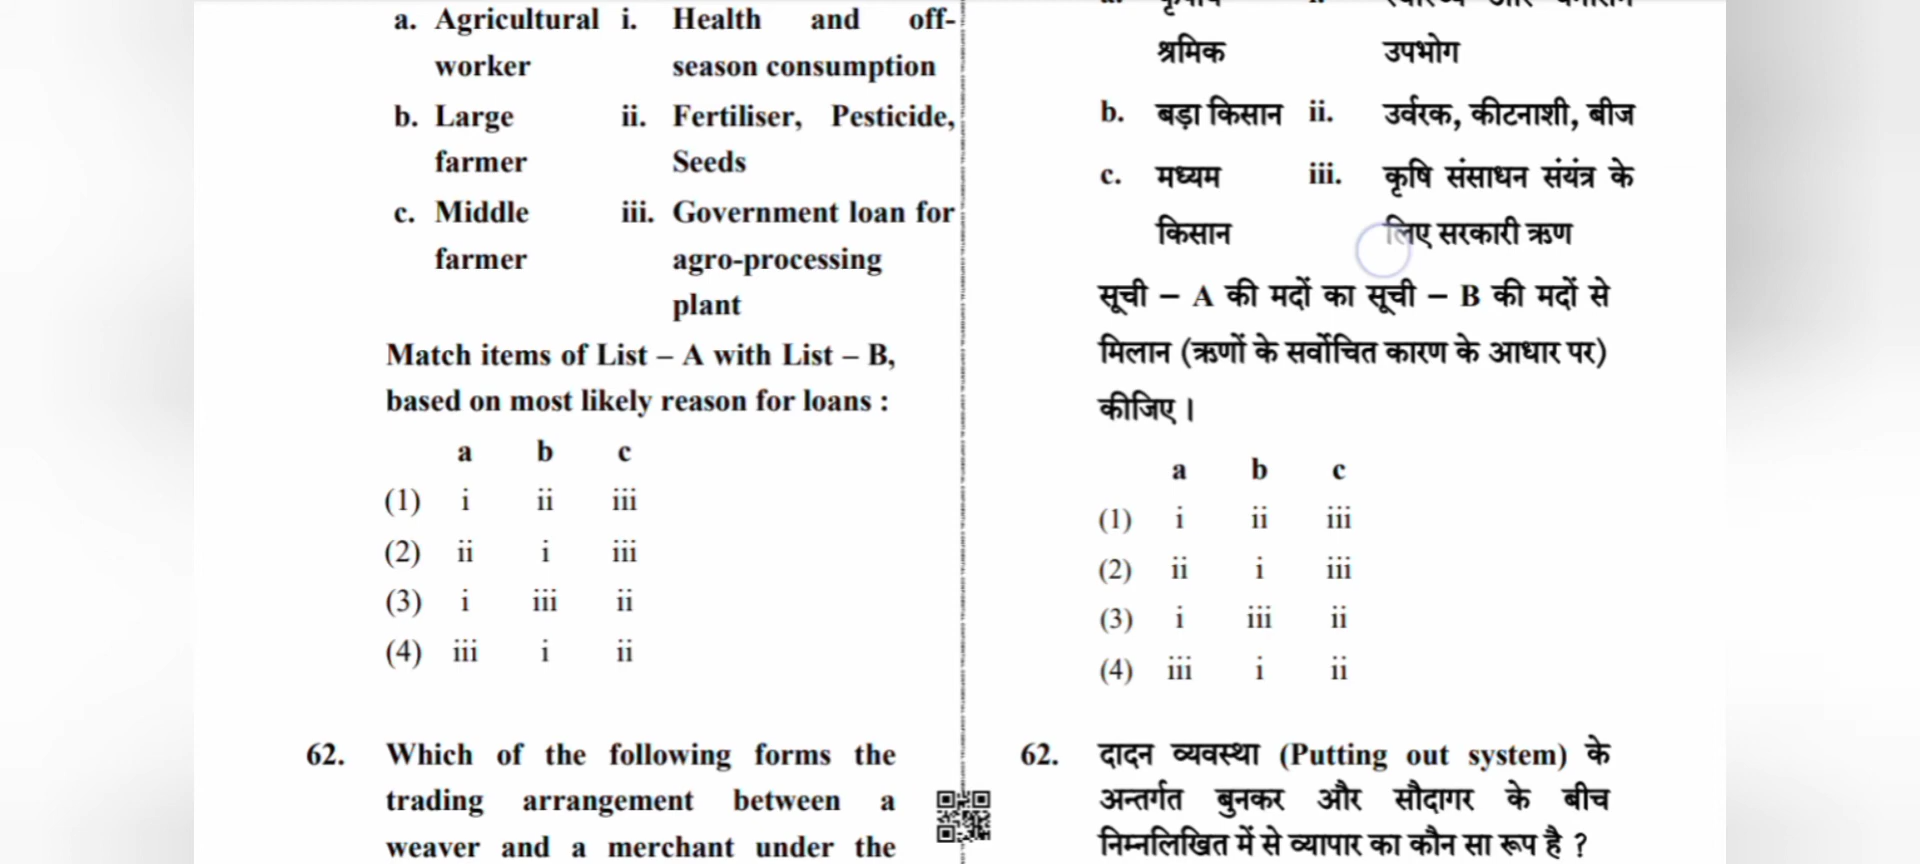 a. Agricultural i. Health and off-
worker season consumption
b. Large ii. Fertiliser, Pesticide,
farmer Seeds
c. Middle iii. Government loan for
farmer agro-processing
plant
Match items of List – A with List – B,
based on most likely reason for loans :
a b c
(1) i ii iii
(2) ii i iii
(3) i iii ii
(4) iii i ii
62. Which of the following forms the
trading arrangement between a
weaver and a merchant under the
श्रमिक उपभोग
b. बड़ा किसान ii. उर्वरक, कीटनाशी, बीज
c. मध्यम iii. कृषि संसाधन संयंत्र के
किसान लिए सरकारी ऋण
सूची – A की मदों का सूची – B की मदों से
मिलान (ऋणों के सर्वोचित कारण के आधार पर)
कीजिए ।
a b c
(1) i ii iii
(2) ii i iii
(3) i iii ii
(4) iii i ii
62. दादन व्यवस्था (Putting out system) के
अन्तर्गत बुनकर और सौदागर के बीच
निम्नलिखित में से व्यापार का कौन सा रूप है ?